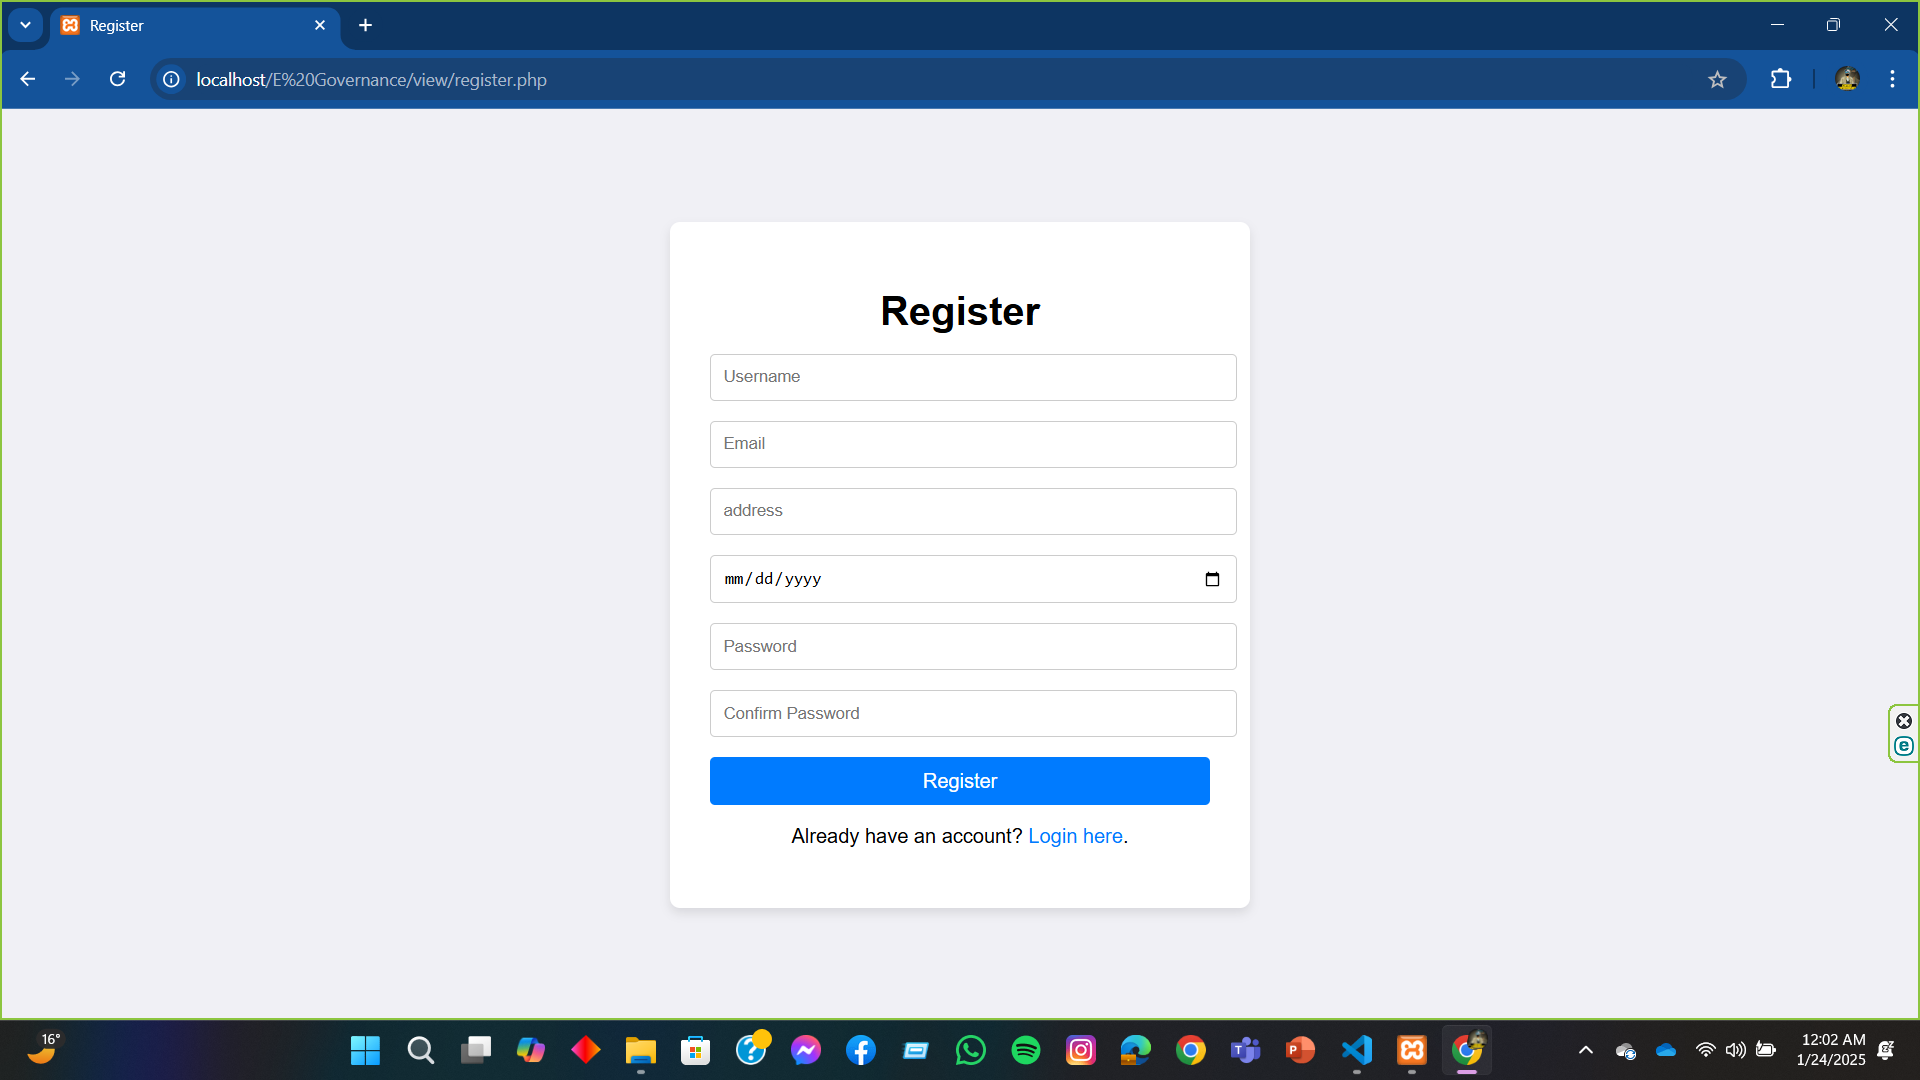 Register
localhost/E%20Governance/view/register.php
Register
Username
Email
address
mm/dd/yyyy
Password
Confirm Password
Register
Already have an account? Login here.
16°
12:02 AM
1/24/2025